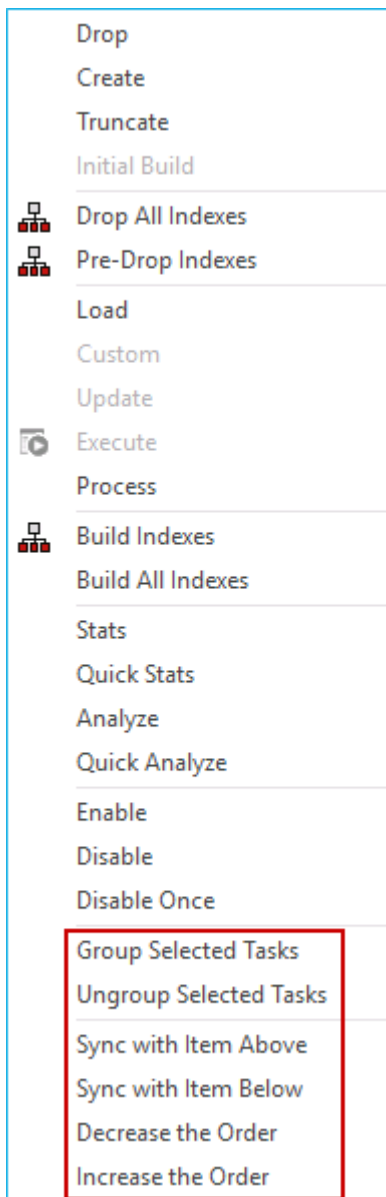 Drop
Create
Truncate
Initial Build
Drop All Indexes
Pre-Drop Indexes
Load
Custom
Update
Execute
Process
Build Indexes
Build All Indexes
Stats
Quick Stats
Analyze
Quick Analyze
Enable
Disable
Disable Once
Group Selected Tasks
Ungroup Selected Tasks
Sync with Item Above
Sync with Item Below
Decrease the Order
Increase the Order